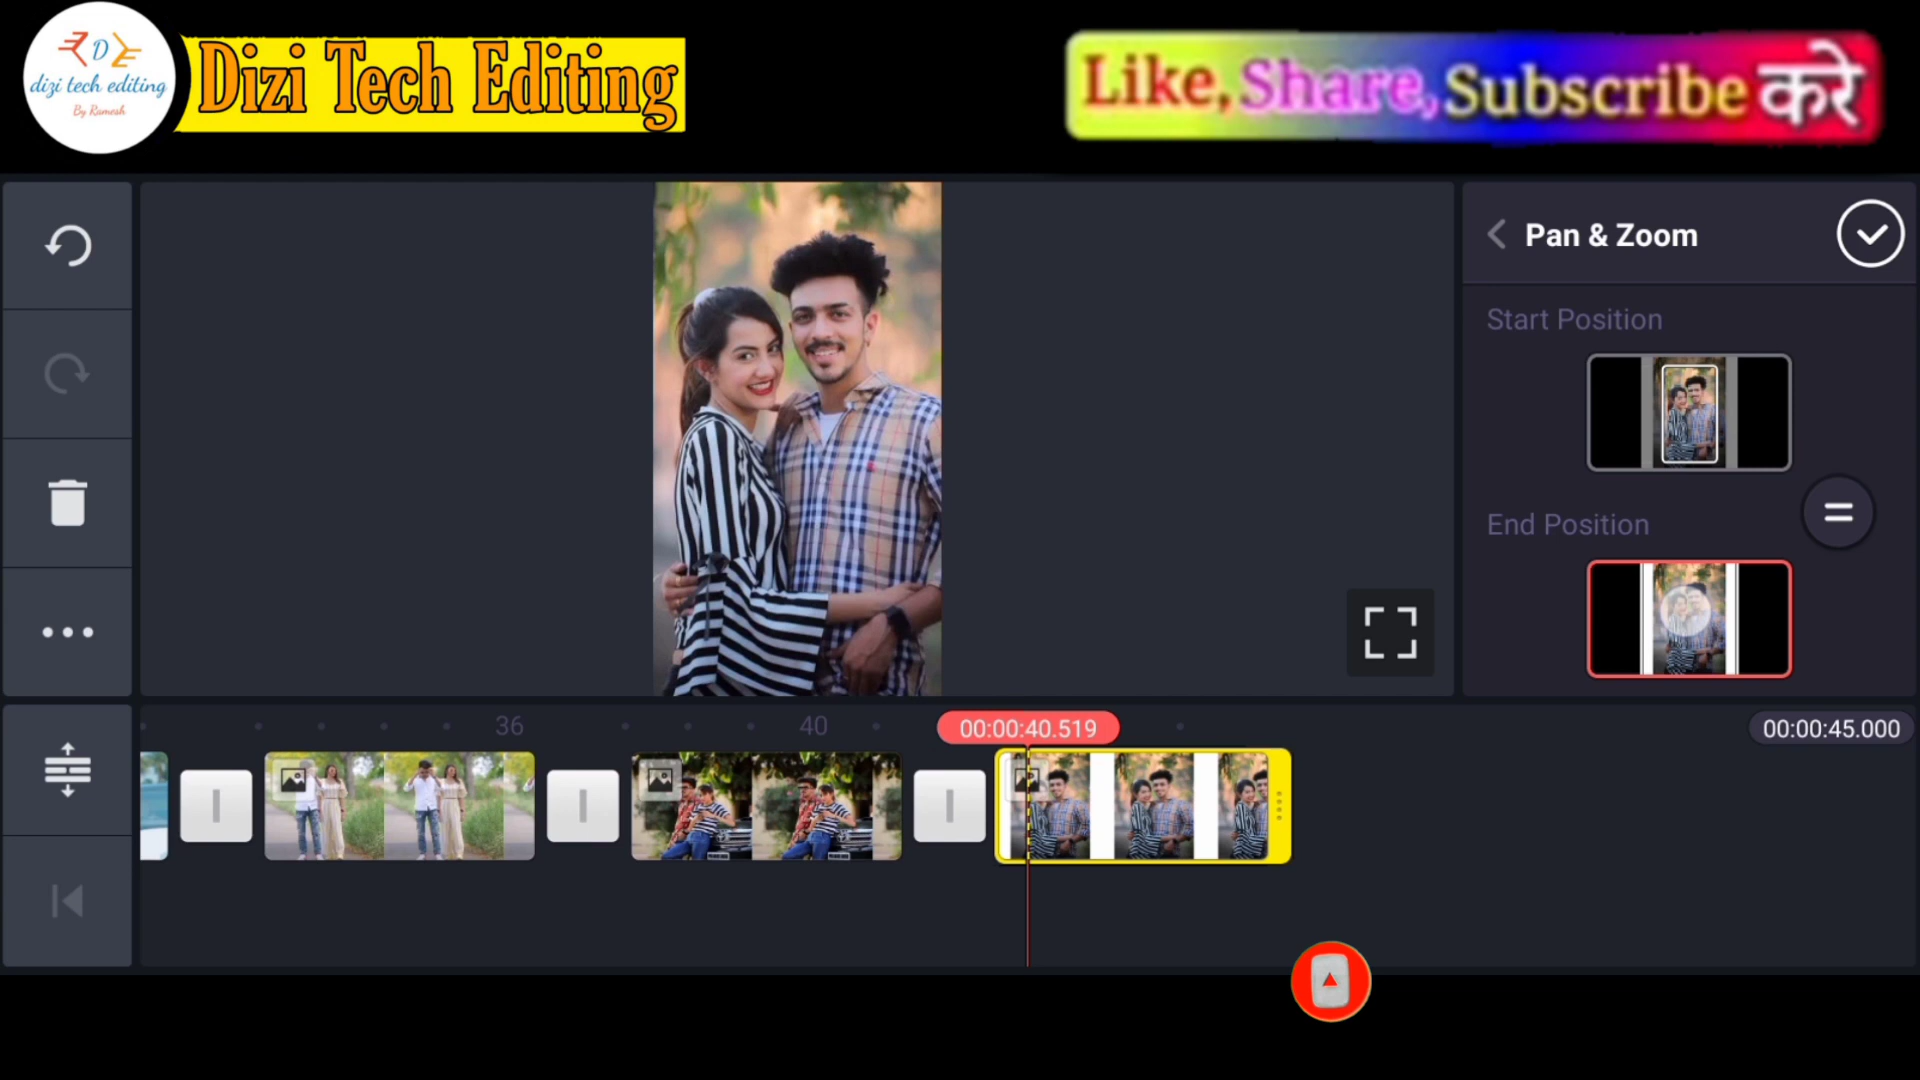 RDE
dizi tech editing
By Ramesh
Dizi Tech Editing
Like, Share, Subscribe करे
Pan & Zoom
Start Position
End Position
36
40
00:00:40.519
00:00:45.000